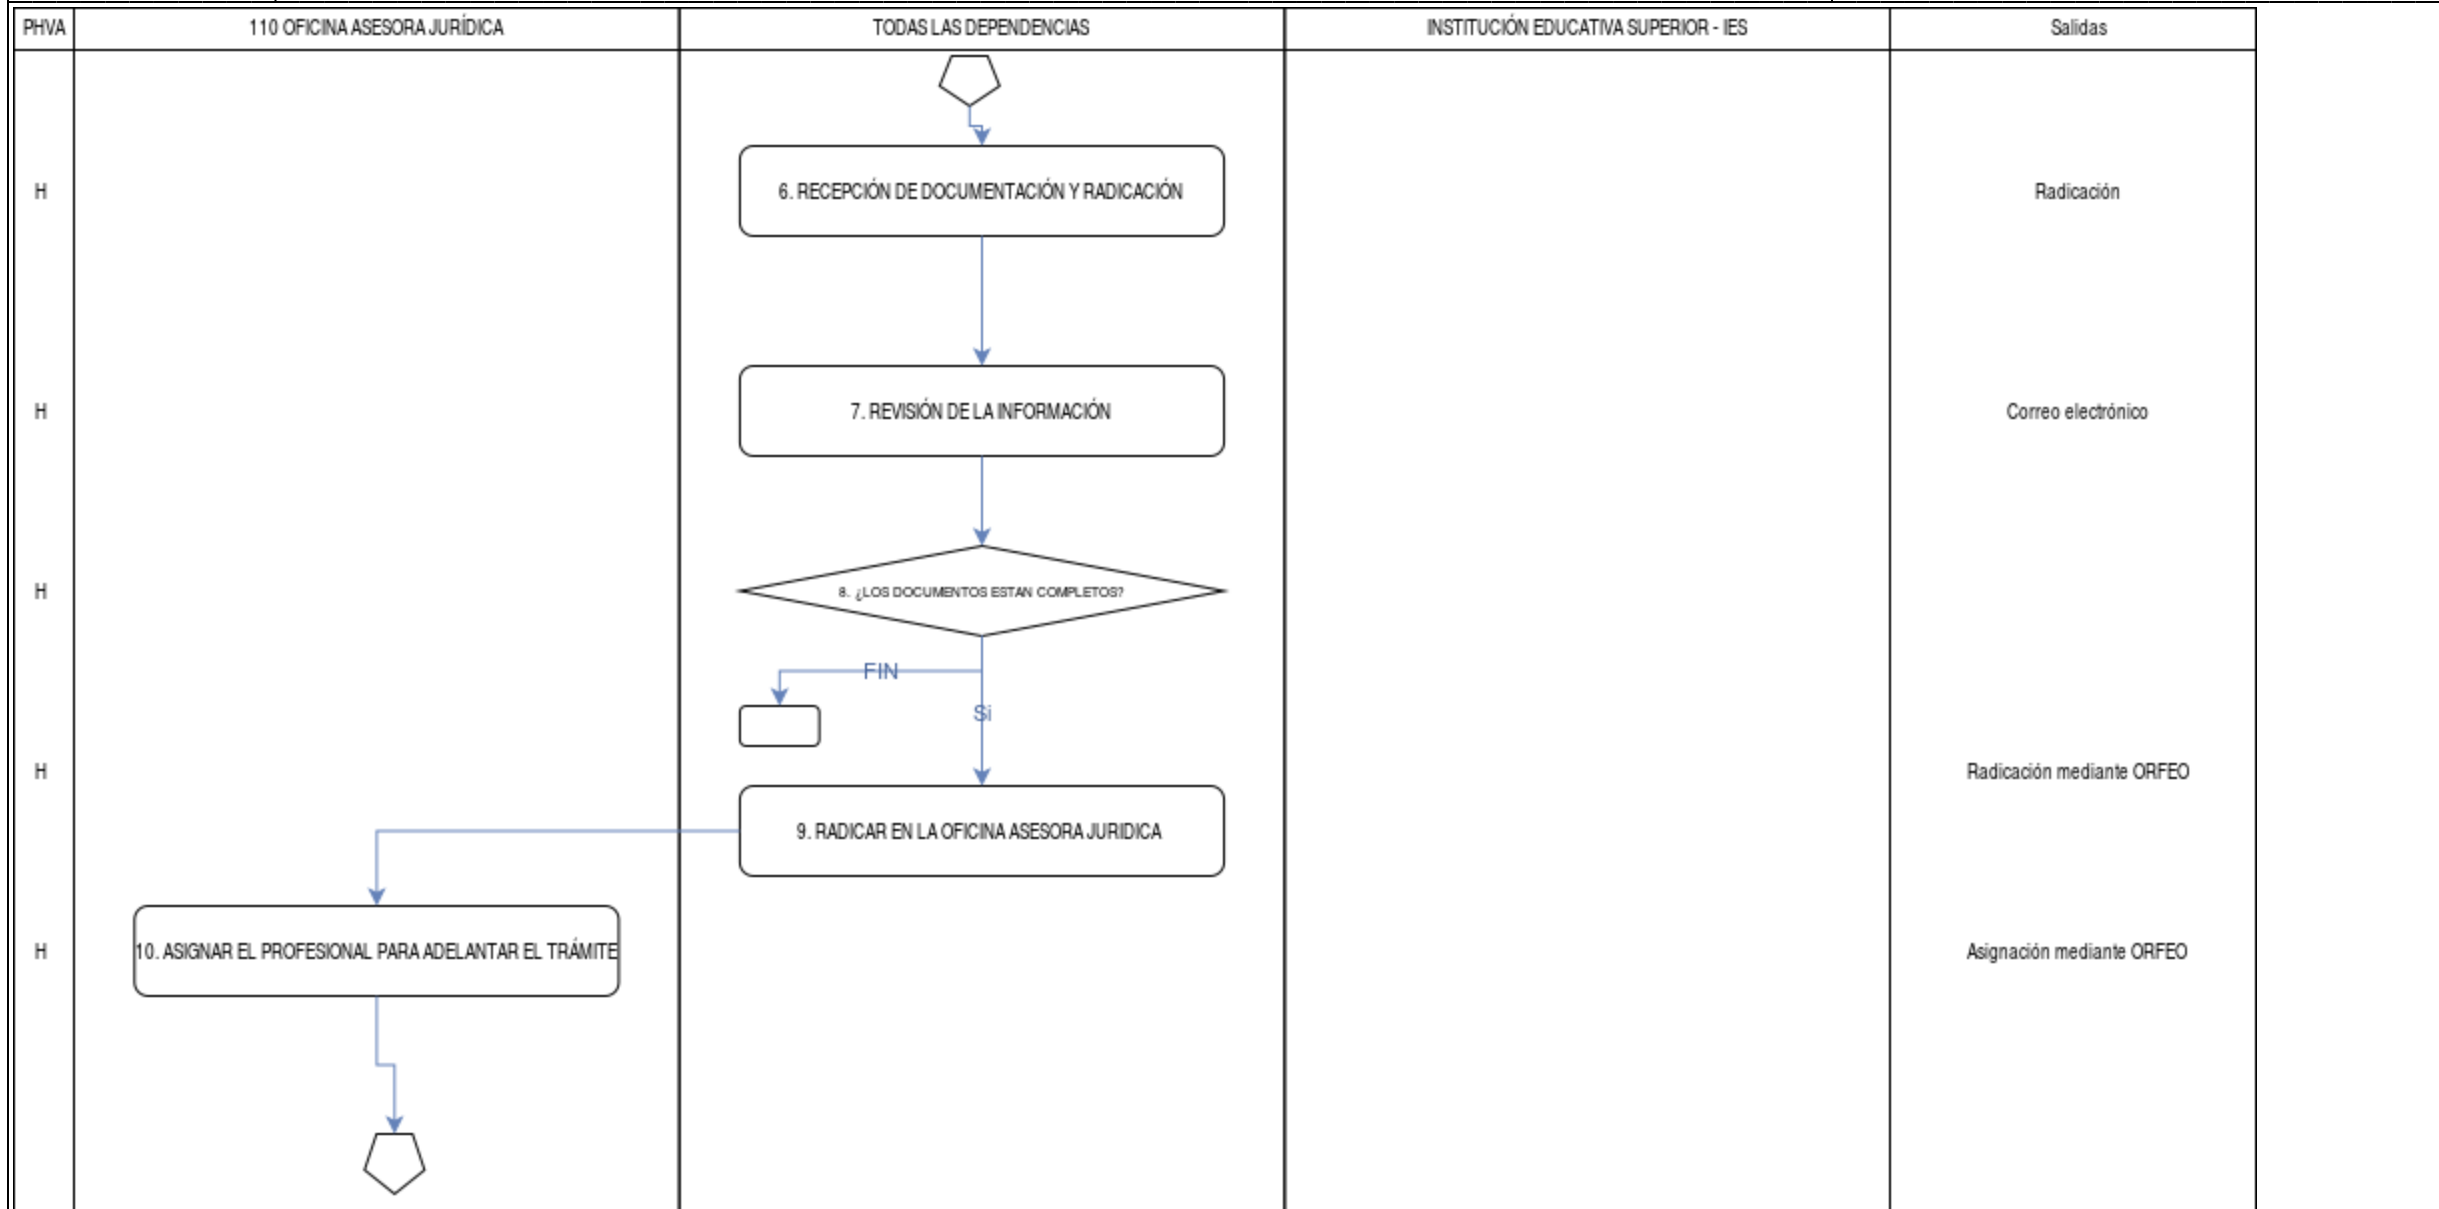 PHVA
110 OFICINA ASESORA JURÍDICA
TODAS LAS DEPENDENCIAS
INSTITUCIÓN EDUCATIVA SUPERIOR - IES
Salidas
H
6. RECEPCIÓN DE DOCUMENTACIÓN Y RADICACIÓN
Radicación
H
7. REVISIÓN DE LA INFORMACIÓN
Correo electrónico
H
8. ¿LOS DOCUMENTOS ESTAN COMPLETOS?
FIN
Si
H
Radicación mediante ORFEO
9. RADICAR EN LA OFICINA ASESORA JURIDICA
H
10. ASIGNAR EL PROFESIONAL PARA ADELANTAR EL TRÁMITE
Asignación mediante ORFEO